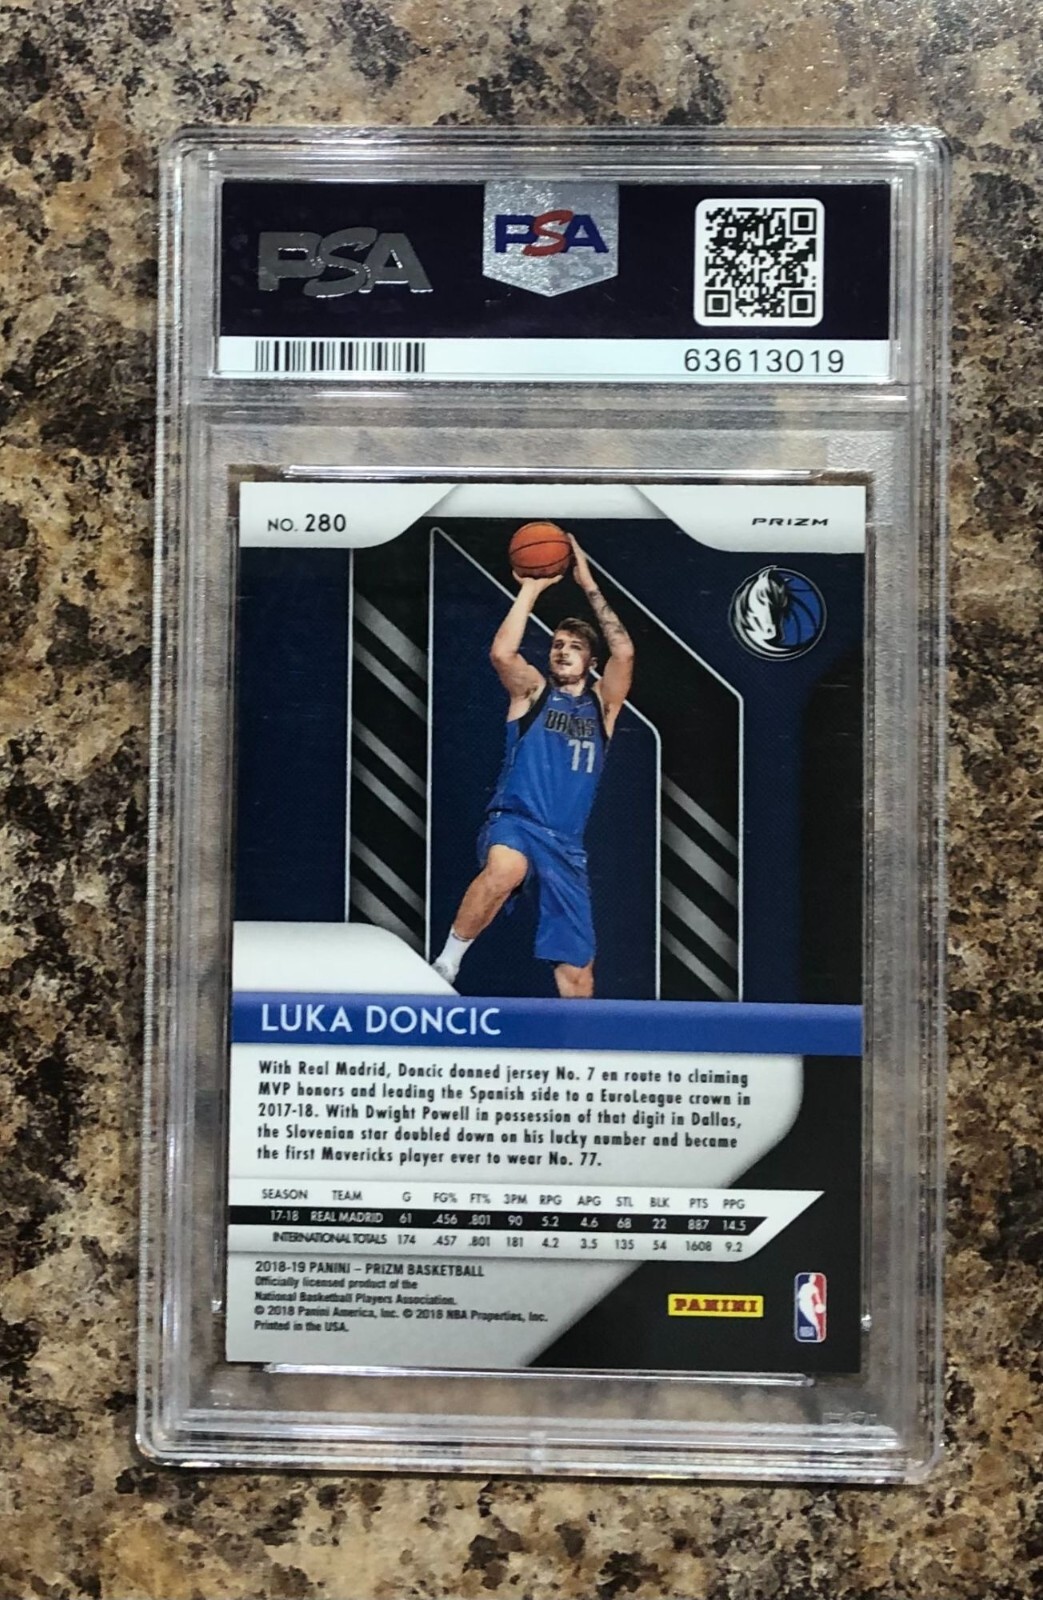 PSA PSA
63613019
NO. 280
PRIZM
DALLAS
77
LUKA DONCIC
With Real Madrid, Doncic donned jersey No. 7 en route to claiming
MVP honors and leading the Spanish side to a EuroLeague crown in
2017-18. With Dwight Powell in possession of that digit in Dallas,
the Slovenian star doubled down on his lucky number and became
the first Mavericks player ever to wear No. 77.
SEASON TEAM G FG% FT% 3PM RPG APG STL BLK PTS PPG
17-18 REAL MADRID 61 .456 .801 90 5.2 4.6 68 22 887 14.5
INTERNATIONAL TOTALS 174 .457 .801 181 4.2 3.5 135 54 1608 9.2
2018-19 PANINI – PRIZM BASKETBALL
Officially licensed product of the
National Basketball Players Association.
© 2018 Panini America, Inc. © 2018 NBA Properties, Inc.
Printed in the USA.
PANINI
NBA